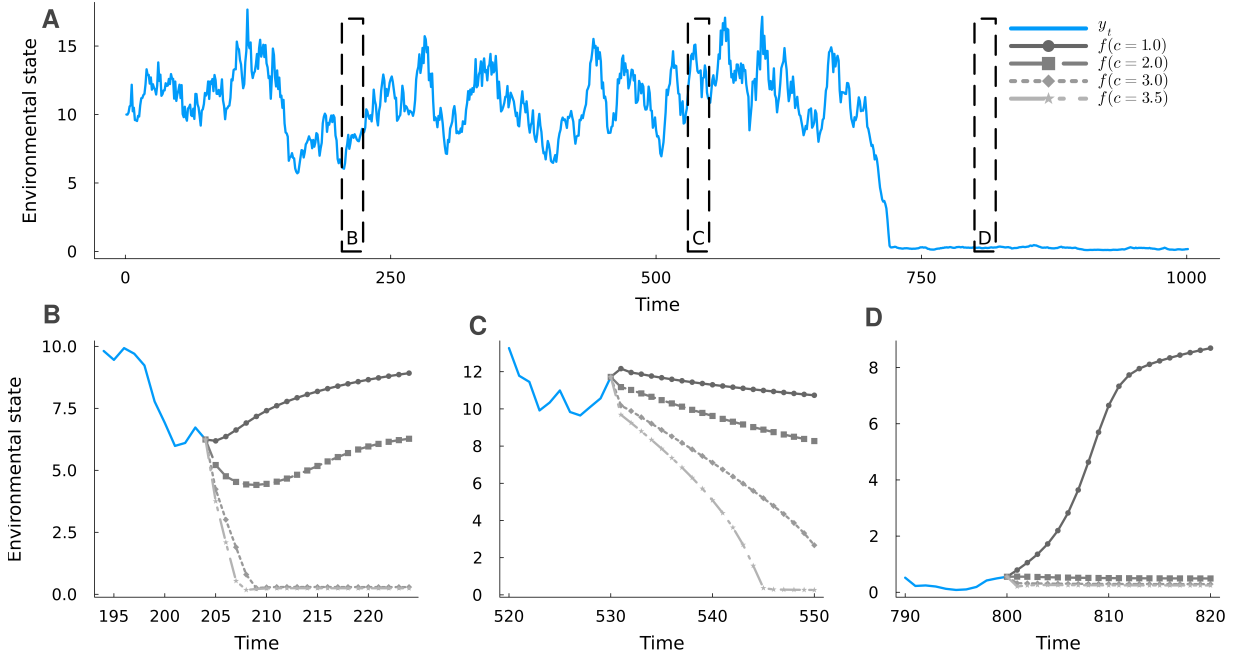 A
Environmental state
15
10
5
0
B
C
D
y_t
f(c = 1.0)
f(c = 2.0)
f(c = 3.0)
f(c = 3.5)
0
250
500
750
1000
Time
B
Environmental state
10.0
7.5
5.0
2.5
0.0
195
200
205
210
215
220
Time
C
12
10
8
6
4
2
0
520
530
540
550
Time
D
8
6
4
2
0
790
800
810
820
Time